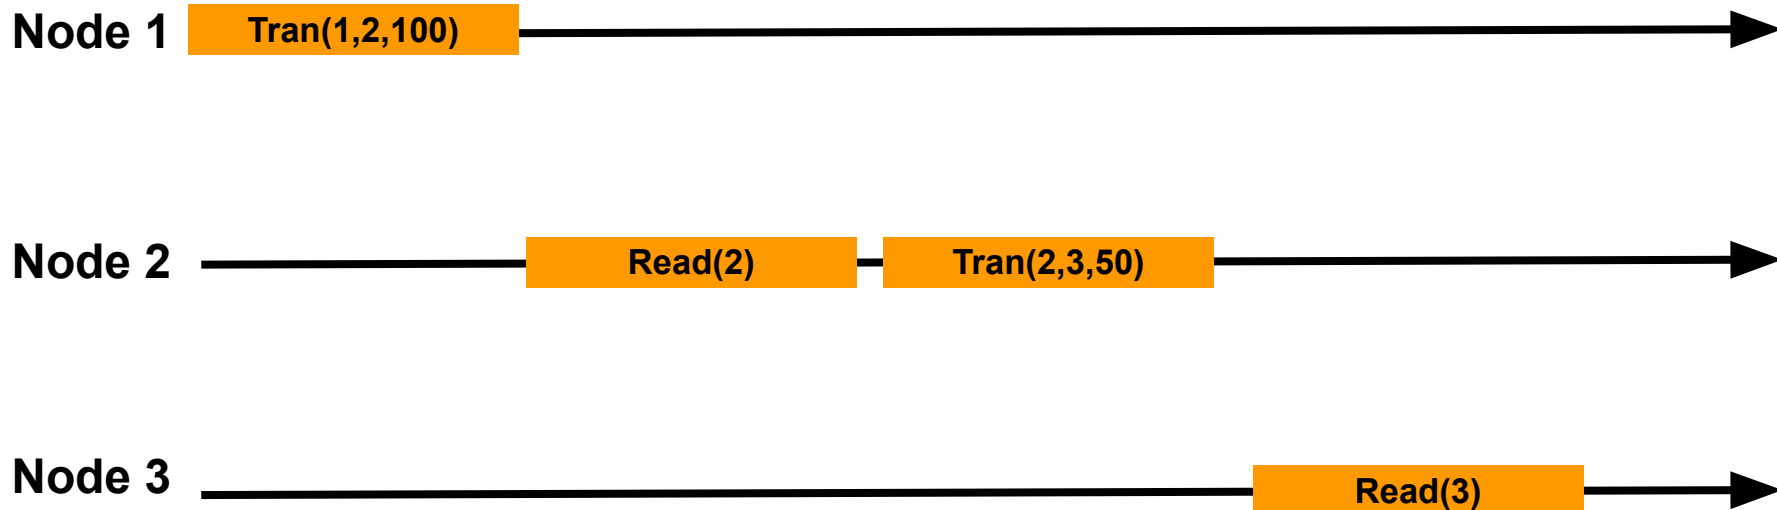 Node 1 Tran(1,2,100)
Node 2 Read(2) Tran(2,3,50)
Node 3 Read(3)